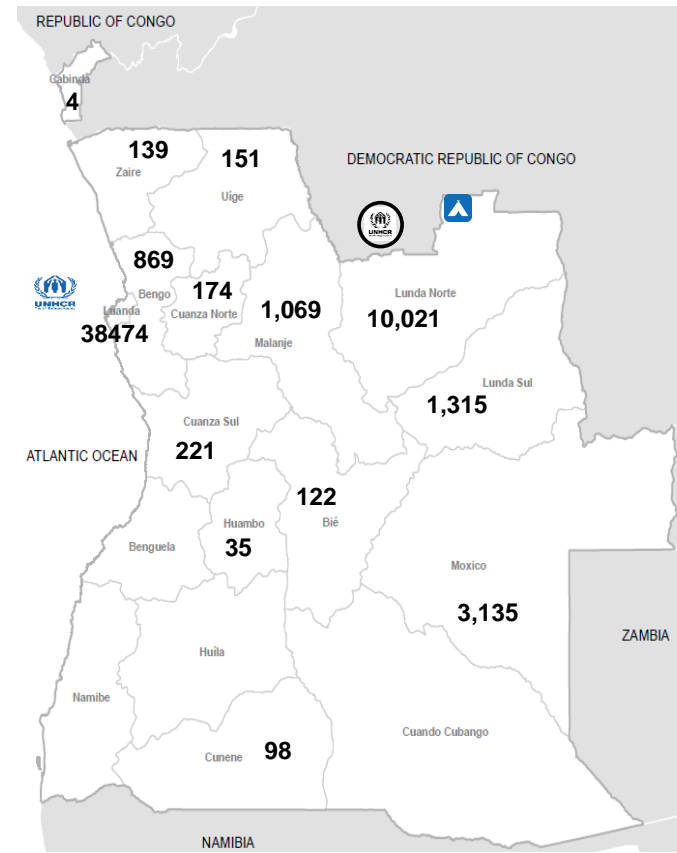 REPUBLIC OF CONGO
Cabinda
4
139
Zaire
151
Uíge
DEMOCRATIC REPUBLIC OF CONGO
UNHCR
869
Bengo
174
Cuanza Norte
1,069
Malanje
Lunda Norte
10,021
UNHCR
Luanda
38474
Lunda Sul
1,315
Cuanza Sul
221
ATLANTIC OCEAN
122
Bié
Huambo
35
Benguela
Moxico
3,135
ZAMBIA
Huíla
Namibe
Cuando Cubango
Cunene
98
NAMIBIA